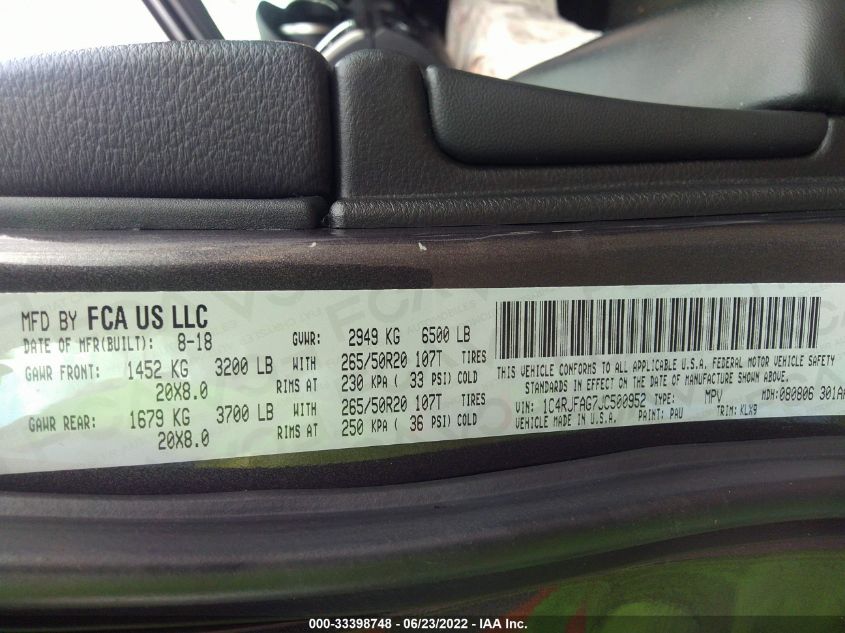 MFD BY FCA US LLC
DATE OF MFR(BUILT): 8-18 GVWR: 2949 KG 6500 LB
GAWR FRONT: 1452 KG 3200 LB WITH 265/50R20 107T TIRES
20X8.0 RIMS AT 230 KPA ( 33 PSI) COLD
GAWR REAR: 1679 KG 3700 LB WITH 265/50R20 107T TIRES
20X8.0 RIMS AT 250 KPA ( 36 PSI) COLD
THIS VEHICLE CONFORMS TO ALL APPLICABLE U.S.A. FEDERAL MOTOR VEHICLE SAFETY
STANDARDS IN EFFECT ON THE DATE OF MANUFACTURE SHOWN ABOVE.
VIN: 1C4RJFAG7JC500952 TYPE: MPV MDH: 080806 301AA
VEHICLE MADE IN U.S.A. PAINT: PAU TRIM: KLX9
000-33398748 - 06/23/2022 - IAA Inc.